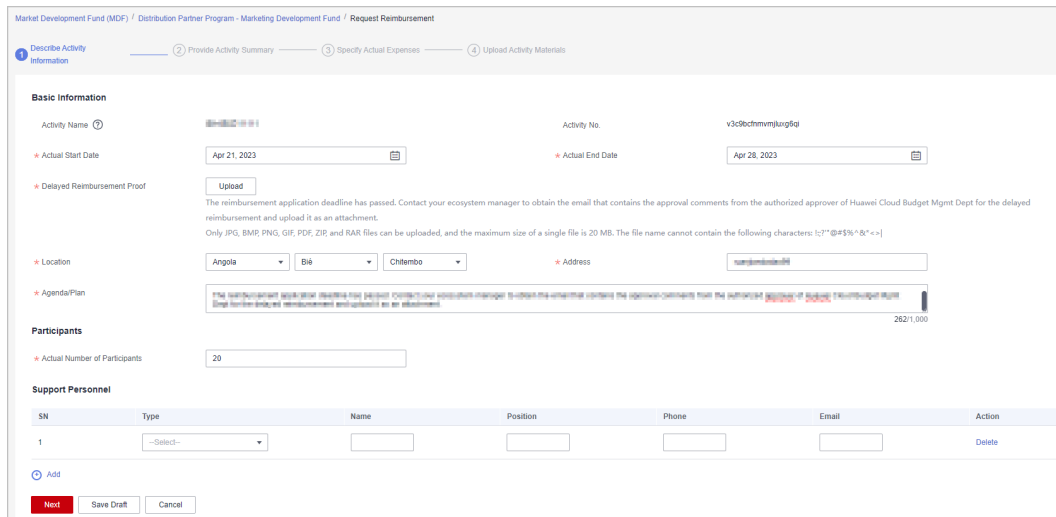 Market Development Fund (MDF) / Distribution Partner Program - Marketing Development Fund / Request Reimbursement
1 Describe Activity Information
2 Provide Activity Summary
3 Specify Actual Expenses
4 Upload Activity Materials
Basic Information
Activity Name ?
Activity No. v3c9bcfnmvmjluxg6qi
* Actual Start Date Apr 21, 2023
* Actual End Date Apr 28, 2023
* Delayed Reimbursement Proof Upload
The reimbursement application deadline has passed. Contact your ecosystem manager to obtain the email that contains the approval comments from the authorized approver of Huawei Cloud Budget Mgmt Dept for the delayed
reimbursement and upload it as an attachment.
Only JPG, BMP, PNG, GIF, PDF, ZIP, and RAR files can be uploaded, and the maximum size of a single file is 20 MB. The file name cannot contain the following characters: !;?'"@#$%^&*<>|
* Location Angola Bié Chitembo
* Address
* Agenda/Plan
262/1,000
Participants
* Actual Number of Participants 20
Support Personnel
SN Type Name Position Phone Email Action
1 --Select-- Delete
Add
Next Save Draft Cancel